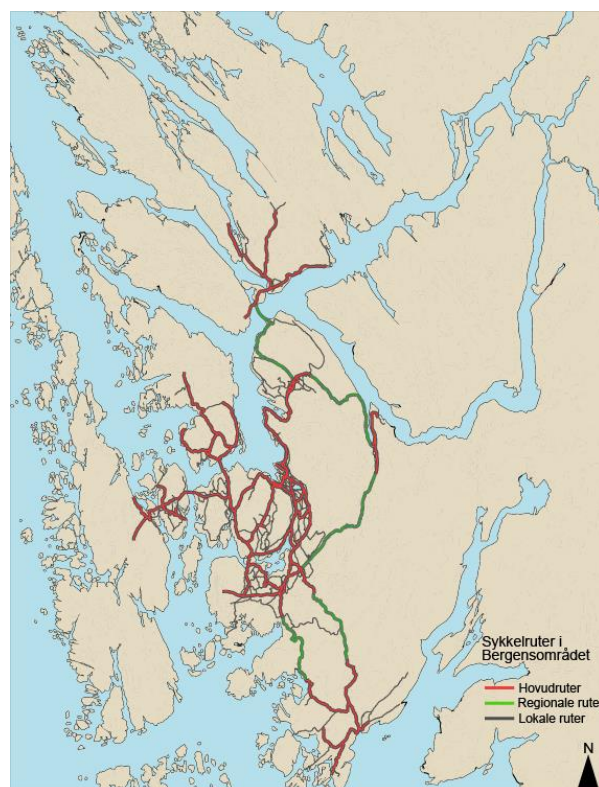 Sykkelruter i
Bergensområdet
Hovudruter
Regionale rute
Lokale ruter
N